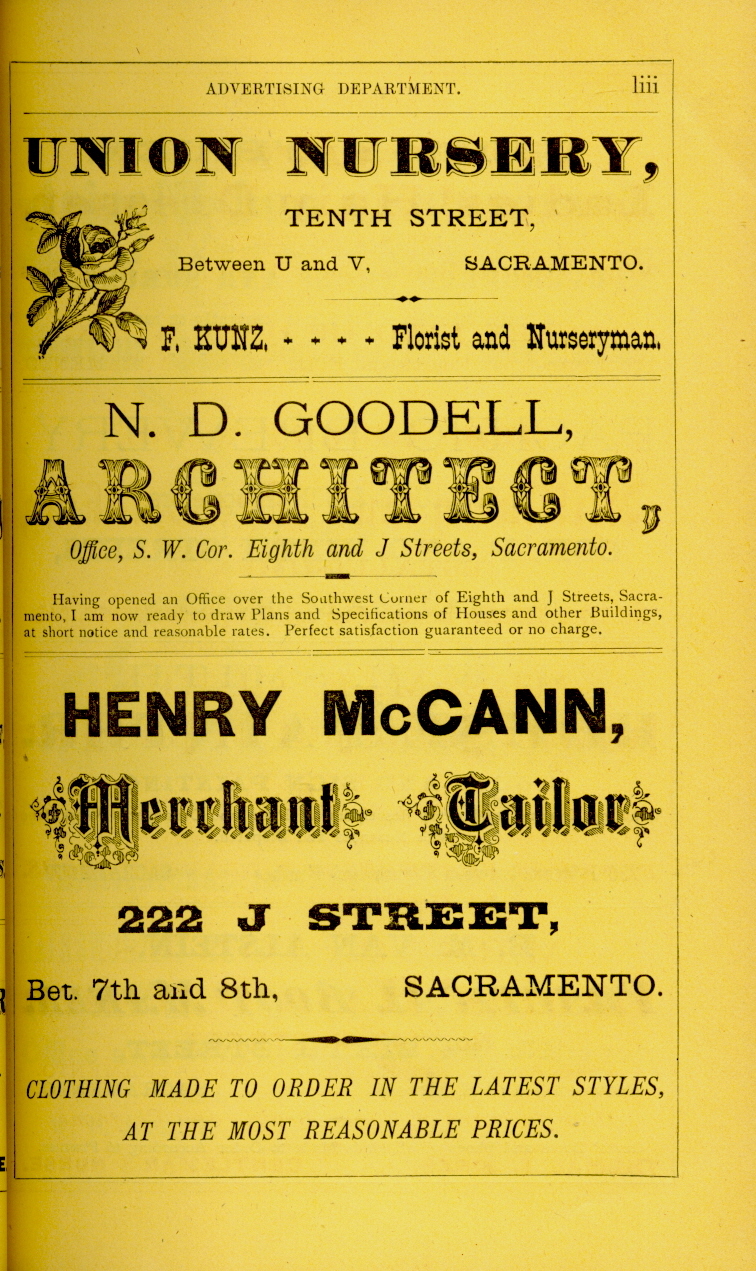 ADVERTISING DEPARTMENT. liii
UNION NURSERY,
TENTH STREET,
Between U and V, SACRAMENTO.
F. KUNZ. - - - - Florist and Nurseryman.
N. D. GOODELL,
ARCHITECT,
Office, S. W. Cor. Eighth and J Streets, Sacramento.
Having opened an Office over the Southwest Corner of Eighth and J Streets, Sacra-
mento, I am now ready to draw Plans and Specifications of Houses and other Buildings,
at short notice and reasonable rates. Perfect satisfaction guaranteed or no charge.
HENRY McCANN,
Merchant Tailor
222 J STREET,
Bet. 7th and 8th, SACRAMENTO.
CLOTHING MADE TO ORDER IN THE LATEST STYLES,
AT THE MOST REASONABLE PRICES.